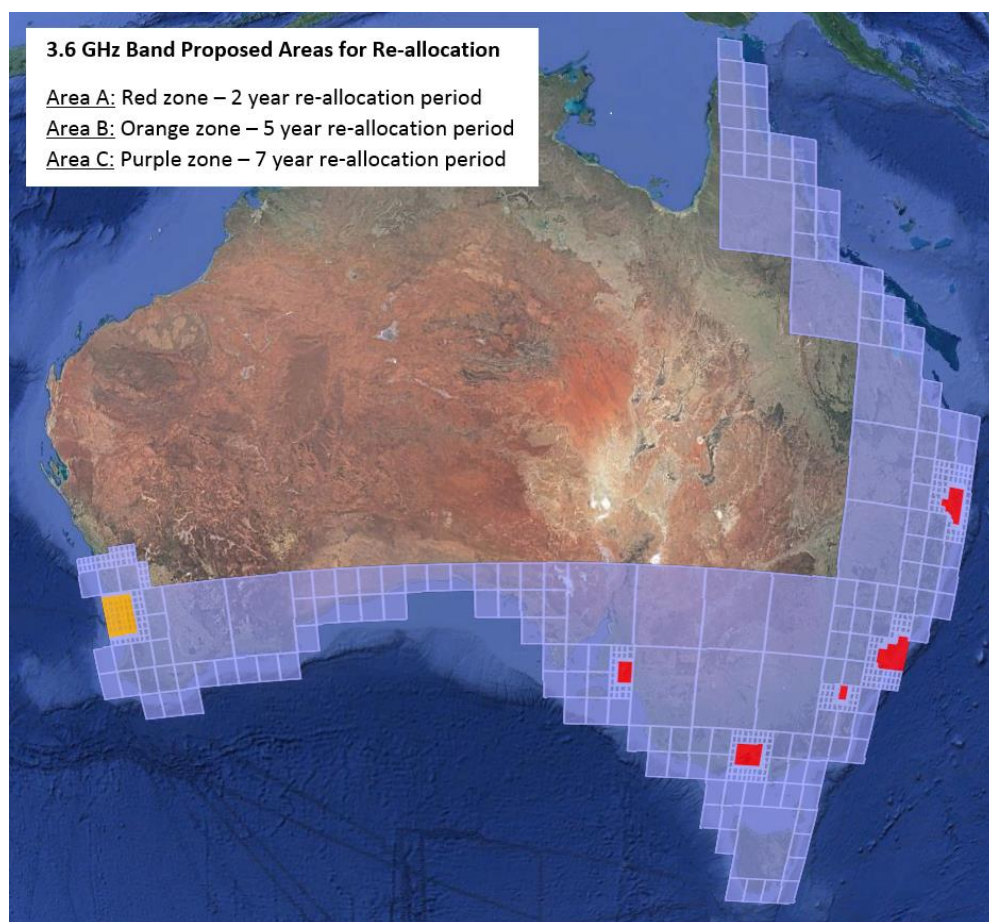 3.6 GHz Band Proposed Areas for Re-allocation
Area A: Red zone – 2 year re-allocation period
Area B: Orange zone – 5 year re-allocation period
Area C: Purple zone – 7 year re-allocation period